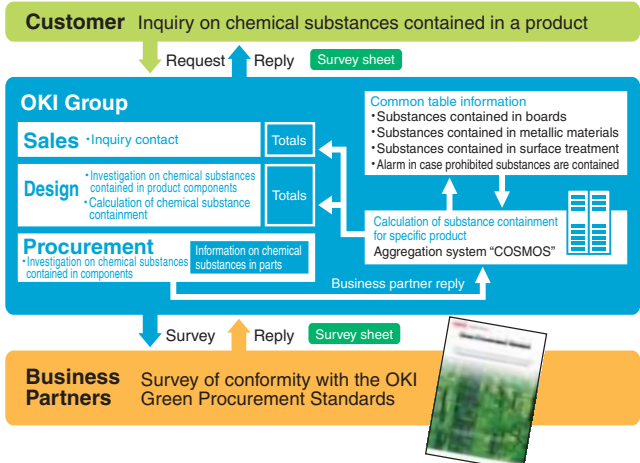 Customer Inquiry on chemical substances contained in a product
Request
Reply
Survey sheet
OKI Group
Sales
・Inquiry contact
Totals
Design
・Investigation on chemical substances
contained in product components
・Calculation of chemical substance
containment
Totals
Procurement
・Investigation on chemical substances
contained in components
Information on chemical
substances in parts
Common table information
・Substances contained in boards
・Substances contained in metallic materials
・Substances contained in surface treatment
・Alarm in case prohibited substances are contained
Calculation of substance containment
for specific product
Aggregation system “COSMOS”
Business partner reply
Survey
Reply
Survey sheet
Business
Partners
Survey of conformity with the OKI
Green Procurement Standards